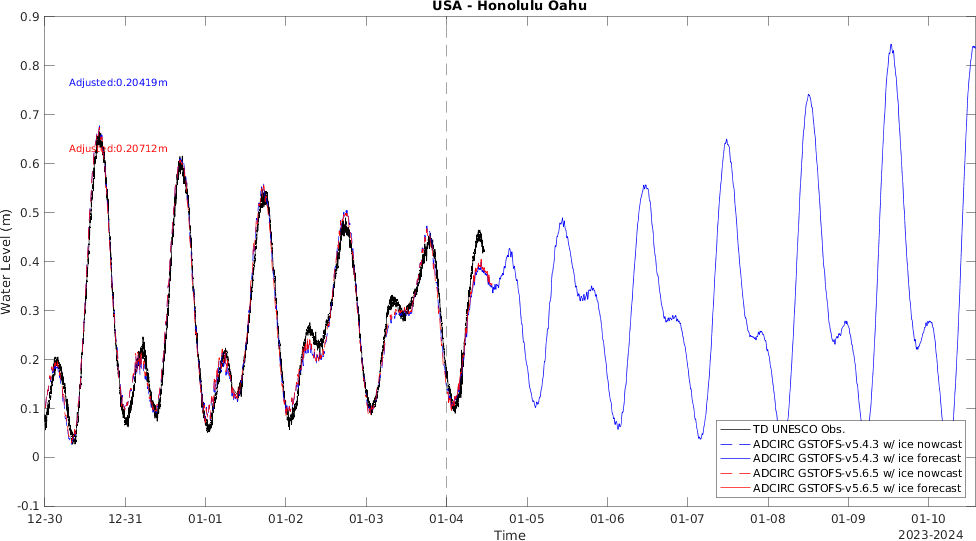 USA - Honolulu Oahu
Water Level (m)
0.9
0.8
0.7
0.6
0.5
0.4
0.3
0.2
0.1
0
-0.1
Adjusted:0.20419m
Adjusted:0.20712m
TD UNESCO Obs.
ADCIRC GSTOFS-v5.4.3 w/ ice nowcast
ADCIRC GSTOFS-v5.4.3 w/ ice forecast
ADCIRC GSTOFS-v5.6.5 w/ ice nowcast
ADCIRC GSTOFS-v5.6.5 w/ ice forecast
12-30 12-31 01-01 01-02 01-03 01-04 01-05 01-06 01-07 01-08 01-09 01-10
Time
2023-2024